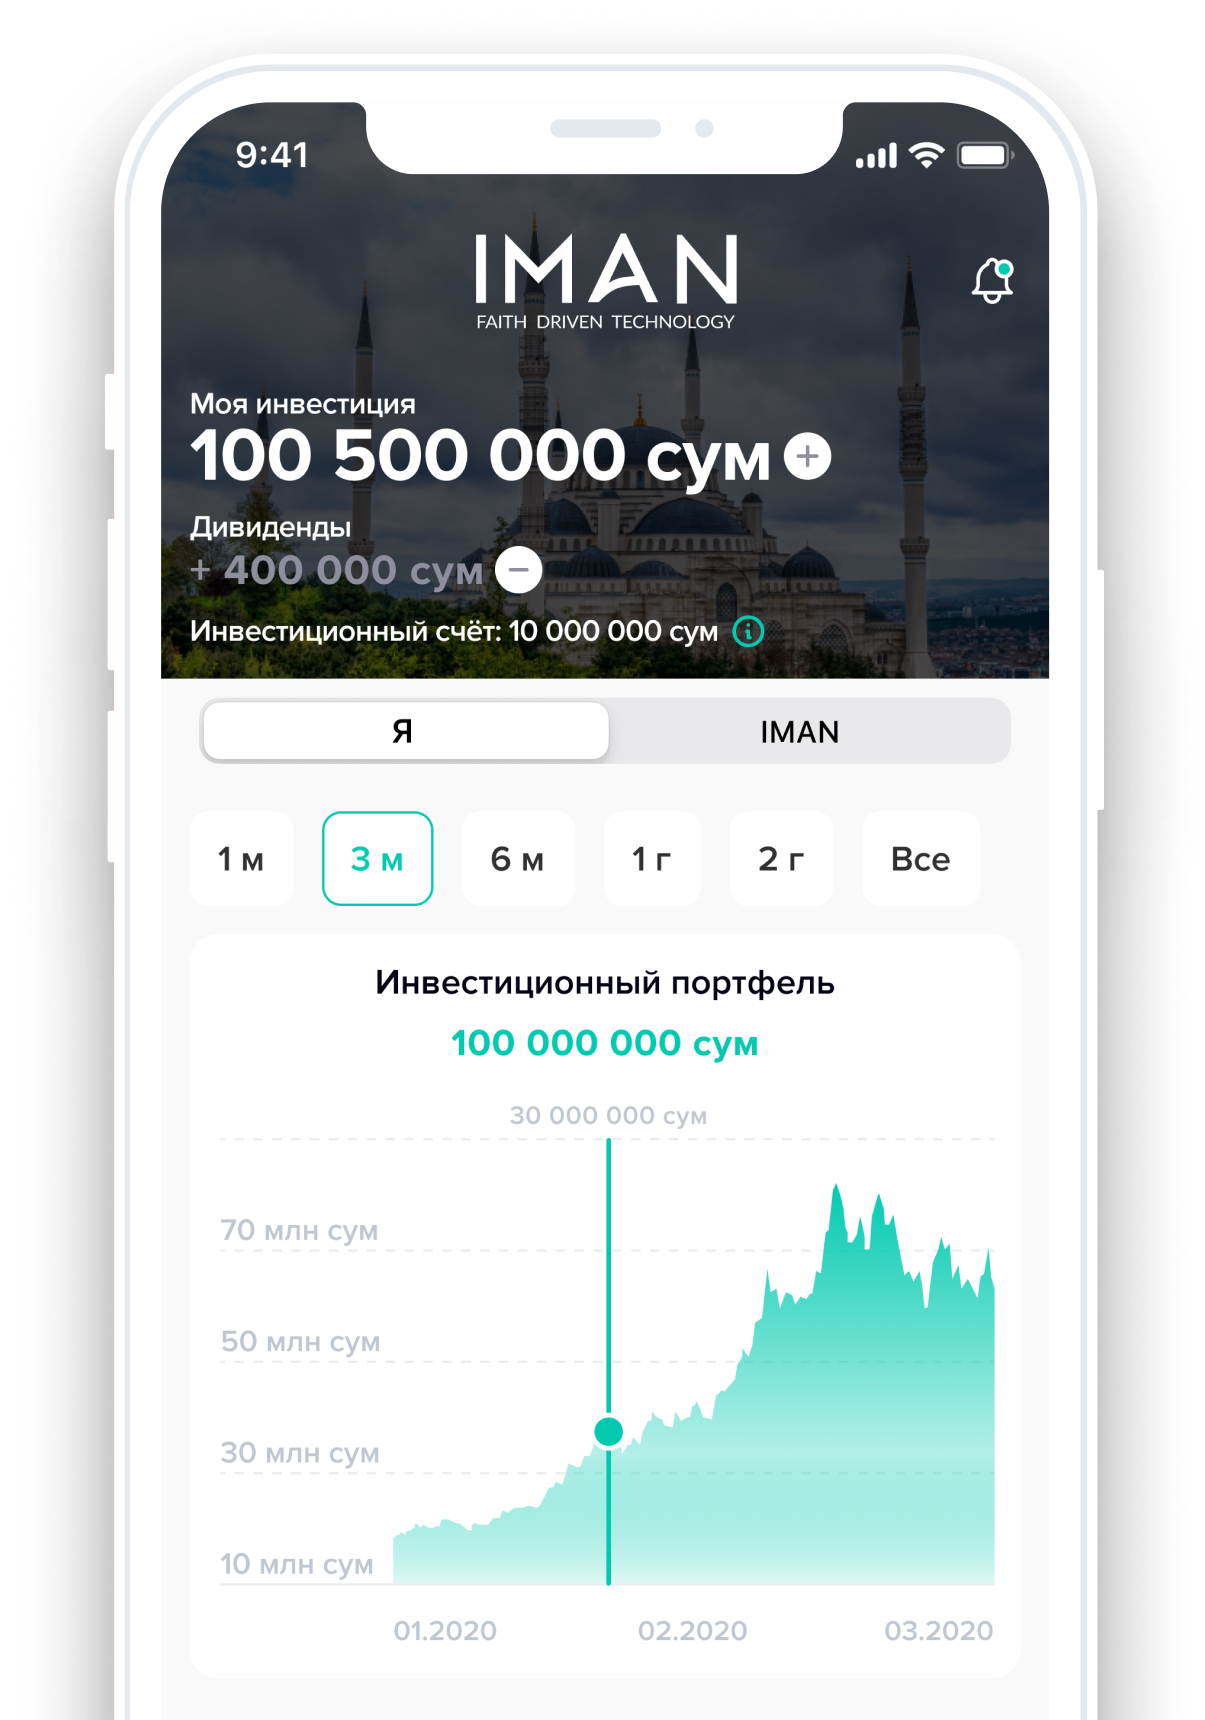 9:41
IMAN
FAITH DRIVEN TECHNOLOGY
Моя инвестиция
100 500 000 сум
Дивиденды
+ 400 000 сум
Инвестиционный счёт: 10 000 000 сум
Я IMAN
1 м 3 м 6 м 1 г 2 г Все
Инвестиционный портфель
100 000 000 сум
30 000 000 сум
70 млн сум
50 млн сум
30 млн сум
10 млн сум
01.2020 02.2020 03.2020